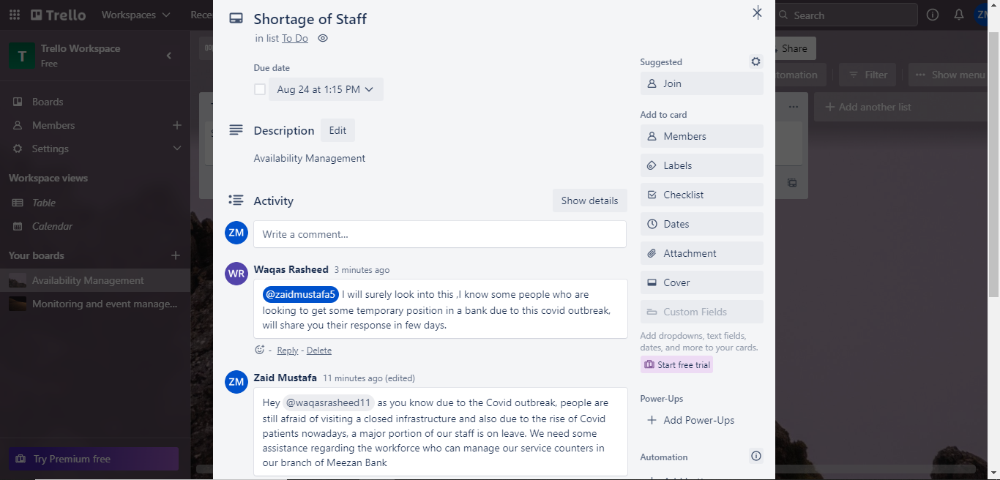 Trello
Workspaces
Rece
Search
ZM
T
Trello Workspace
Free
Boards
Members
Settings
Workspace views
Table
Calendar
Your boards
Availability Management
Monitoring and event manage...
Try Premium free
Share
Filter
Show menu
Add another list
Shortage of Staff
in list To Do
Due date
Aug 24 at 1:15 PM
Description Edit
Availability Management
Activity Show details
ZM Write a comment...
WR Waqas Rasheed 3 minutes ago
@zaidmustafa5 I will surely look into this ,I know some people who are
looking to get some temporary position in a bank due to this covid outbreak,
will share you their response in few days.
- Reply - Delete
ZM Zaid Mustafa 11 minutes ago (edited)
Hey @waqasrasheed11 as you know due to the Covid outbreak, people are
still afraid of visiting a closed infrastructure and also due to the rise of Covid
patients nowadays, a major portion of our staff is on leave. We need some
assistance regarding the workforce who can manage our service counters in
our branch of Meezan Bank
Suggested
Join
Add to card
Members
Labels
Checklist
Dates
Attachment
Cover
Custom Fields
Add dropdowns, text fields,
dates, and more to your cards.
Start free trial
Power-Ups
Add Power-Ups
Automation